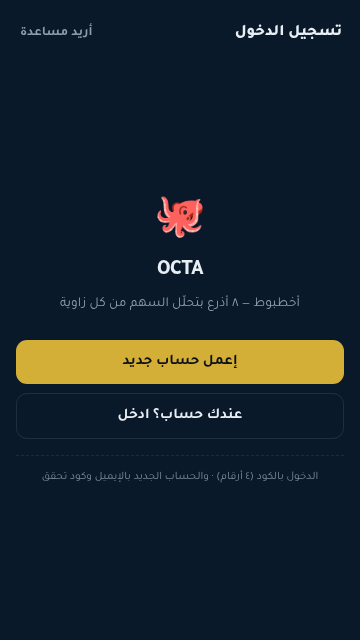 تسجيل الدخول
أريد مساعدة
OCTA
أخطبوط — ٨ أذرع بتحلّل السهم من كل زاوية
إعمل حساب جديد
عندك حساب؟ ادخل
الدخول بالكود (٤ أرقام) · والحساب الجديد بالإيميل وكود تحقق